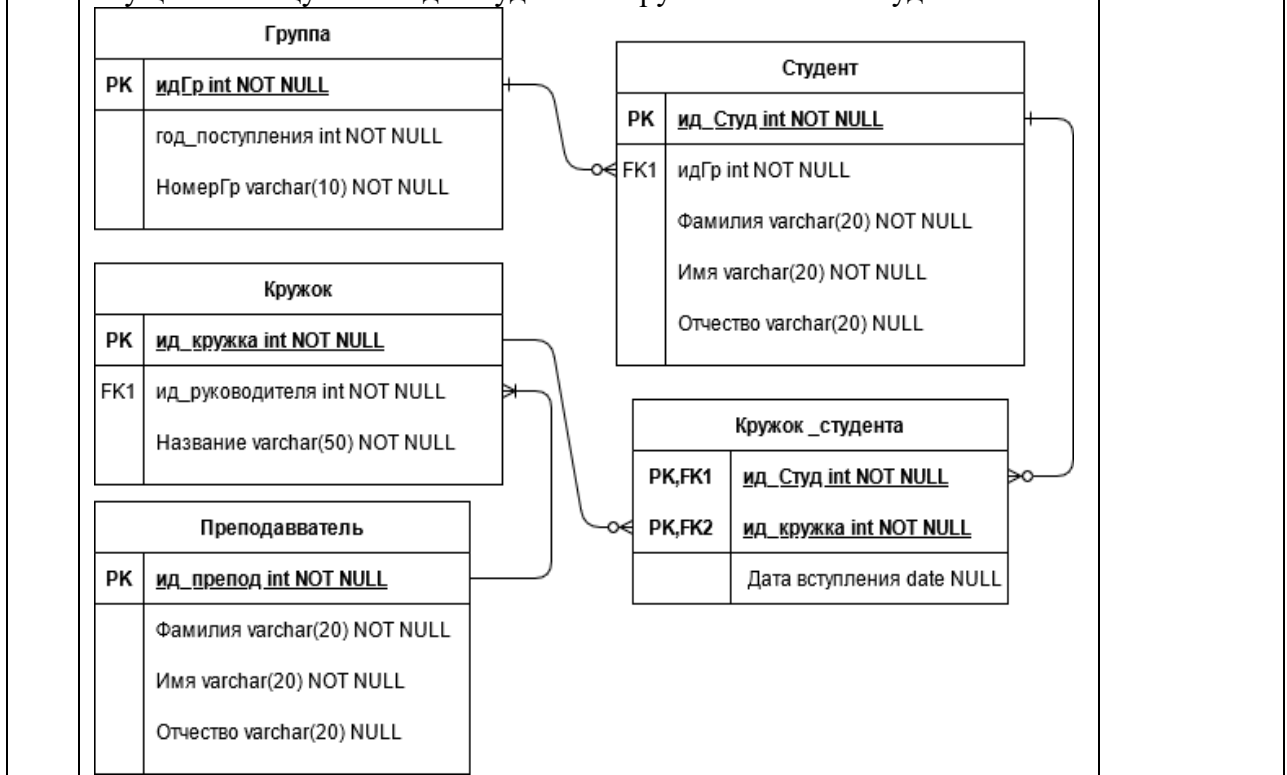 Группа
PK идГр int NOT NULL
год_поступления int NOT NULL
НомерГр varchar(10) NOT NULL
Студент
PK ид_Студ int NOT NULL
FK1 идГр int NOT NULL
Фамилия varchar(20) NOT NULL
Имя varchar(20) NOT NULL
Отчество varchar(20) NULL
Кружок
PK ид_кружка int NOT NULL
FK1 ид_руководителя int NOT NULL
Название varchar(50) NOT NULL
Кружок _студента
PK,FK1 ид_Студ int NOT NULL
PK,FK2 ид_кружка int NOT NULL
Дата вступления date NULL
Преподавватель
PK ид_препод int NOT NULL
Фамилия varchar(20) NOT NULL
Имя varchar(20) NOT NULL
Отчество varchar(20) NULL